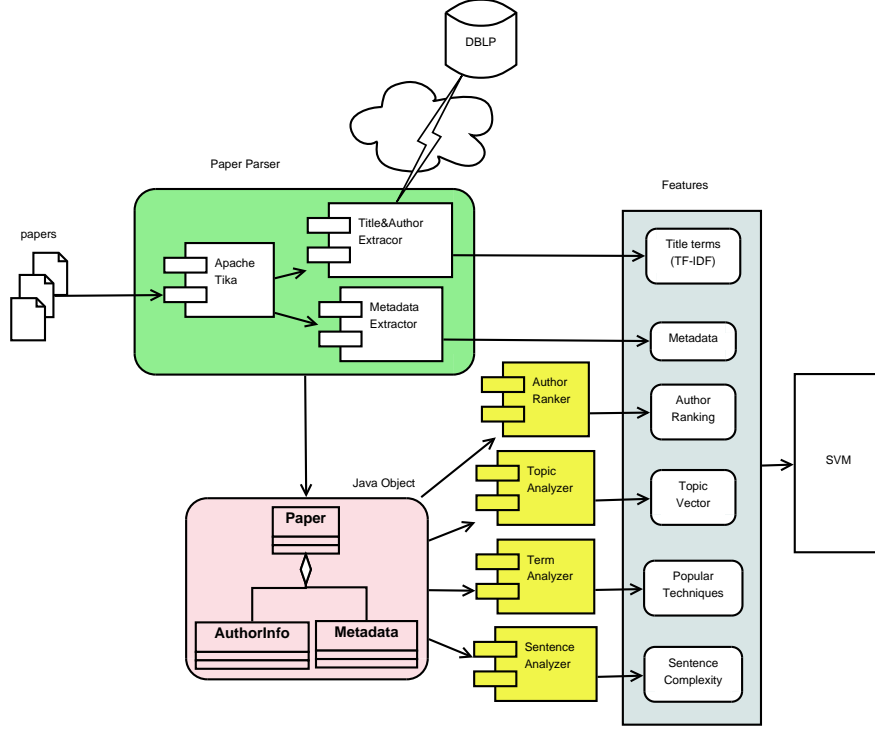 DBLP
Paper Parser
Features
papers
Title&Author
Extracor
Apache
Tika
Metadata
Extractor
Title terms
(TF-IDF)
Metadata
Author
Ranker
Author
Ranking
SVM
Java Object
Topic
Analyzer
Topic
Vector
Paper
Term
Analyzer
Popular
Techniques
AuthorInfo
Metadata
Sentence
Analyzer
Sentence
Complexity